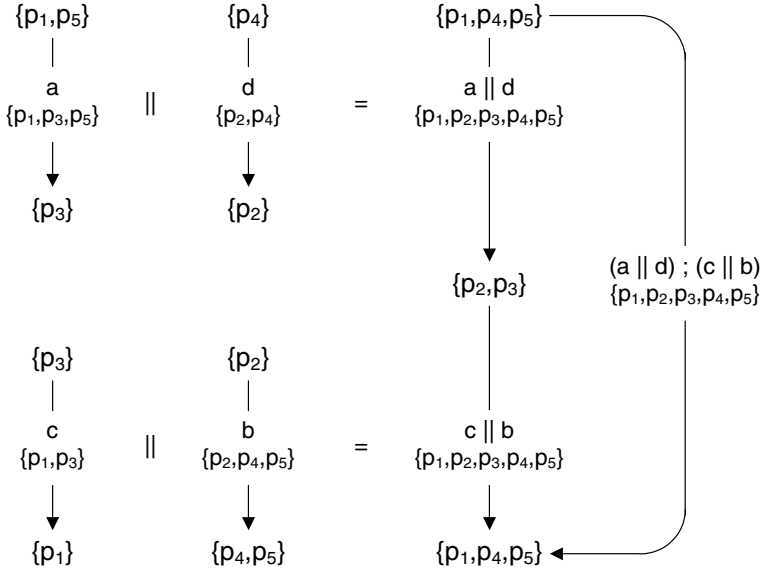 {p₁,p₅} {p₄} {p₁,p₄,p₅}
a || d = a || d
{p₁,p₃,p₅} {p₂,p₄} {p₁,p₂,p₃,p₄,p₅}
{p₃} {p₂}
(a || d) ; (c || b)
{p₂,p₃} {p₁,p₂,p₃,p₄,p₅}
{p₃} {p₂}
c || b = c || b
{p₁,p₃} {p₂,p₄,p₅} {p₁,p₂,p₃,p₄,p₅}
{p₁} {p₄,p₅} {p₁,p₄,p₅}